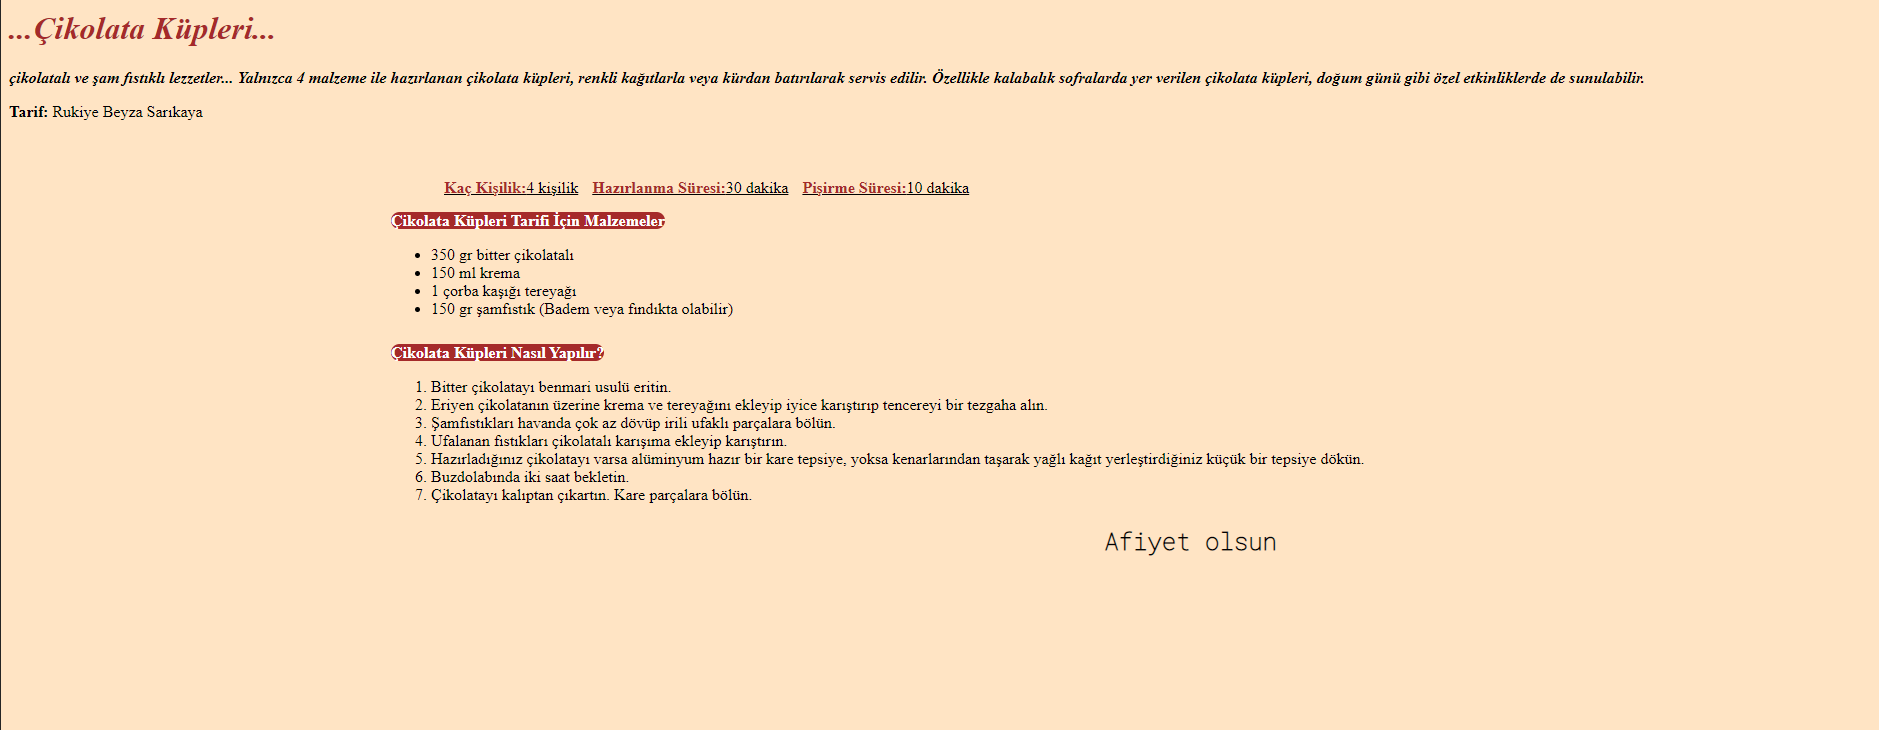 ...Çikolata Küpleri...
çikolatalı ve şam fıstıklı lezzetler... Yalnızca 4 malzeme ile hazırlanan çikolata küpleri, renkli kağıtlarla veya kürdan batırılarak servis edilir. Özellikle kalabalık sofralarda yer verilen çikolata küpleri, doğum günü gibi özel etkinliklerde de sunulabilir.
Tarif: Rukiye Beyza Sarıkaya
Kaç Kişilik:4 kişilik Hazırlanma Süresi:30 dakika Pişirme Süresi:10 dakika
Çikolata Küpleri Tarifi İçin Malzemeler
• 350 gr bitter çikolatalı
• 150 ml krema
• 1 çorba kaşığı tereyağı
• 150 gr şamfıstık (Badem veya fındıkta olabilir)
Çikolata Küpleri Nasıl Yapılır?
1. Bitter çikolatayı benmari usulü eritin.
2. Eriyen çikolatanın üzerine krema ve tereyağını ekleyip iyice karıştırıp tencereyi bir tezgaha alın.
3. Şamfıstıkları havanda çok az dövüp irili ufaklı parçalara bölün.
4. Ufalanan fıstıkları çikolatalı karışıma ekleyip karıştırın.
5. Hazırladığınız çikolatayı varsa alüminyum hazır bir kare tepsiye, yoksa kenarlarından taşarak yağlı kağıt yerleştirdiğiniz küçük bir tepsiye dökün.
6. Buzdolabında iki saat bekletin.
7. Çikolatayı kalıptan çıkartın. Kare parçalara bölün.
Afiyet olsun